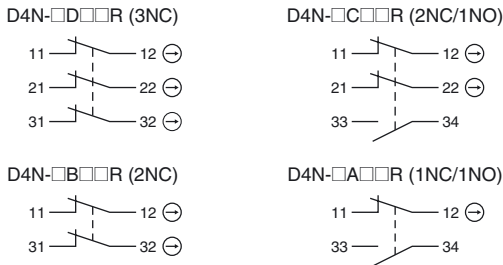 D4N-□D□□R (3NC)
11 12
21 22
31 32
D4N-□C□□R (2NC/1NO)
11 12
21 22
33 34
D4N-□B□□R (2NC)
11 12
31 32
D4N-□A□□R (1NC/1NO)
11 12
33 34